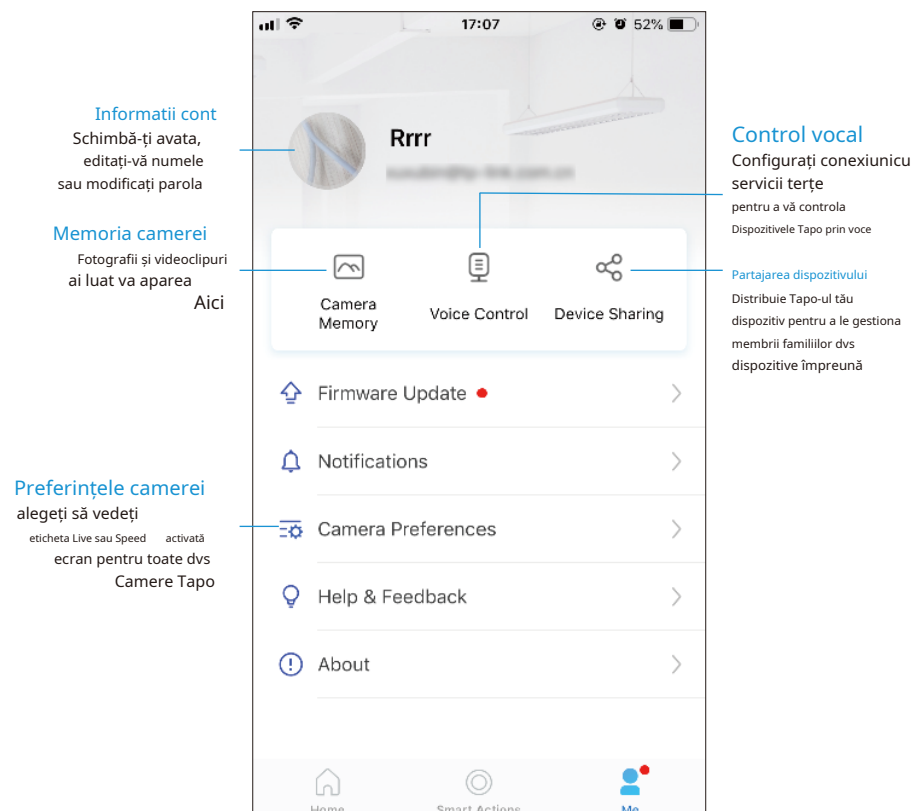 17:07
52%
Informatii cont
Schimbă-ți avata,
editați-vă numele
sau modificați parola
Rrrr
Control vocal
Configurați conexiunicu
servicii terțe
pentru a vă controla
Dispozitivele Tapo prin voce
Memoria camerei
Fotografii și videoclipuri
ai luat va aparea
Aici
Camera
Memory
Voice Control
Device Sharing
Partajarea dispozitivului
Distribuie Tapo-ul tău
dispozitiv pentru a le gestiona
membrii familiilor dvs
dispozitive împreună
Firmware Update
Notifications
Preferințele camerei
alegeți să vedeți
eticheta Live sau Speed activată
ecran pentru toate dvs
Camere Tapo
Camera Preferences
Help & Feedback
About
Home
Smart Actions
Me